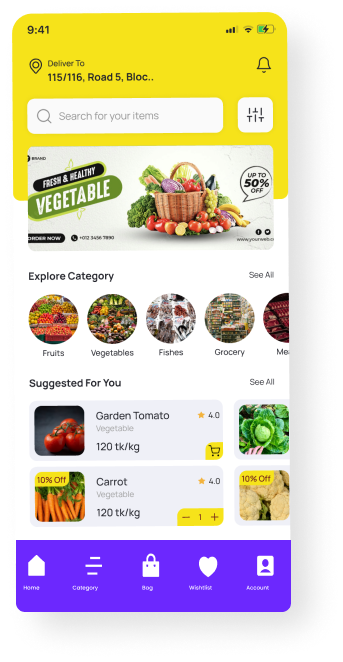 9:41
Deliver To
115/116, Road 5, Bloc..
Search for your items
BRAND
FRESH & HEALTHY
VEGETABLE
UP TO
50%
OFF
ORDER NOW
+012 3456 7890
www.yourweb.c
Explore Category
See All
Fruits
Vegetables
Fishes
Grocery
Mea
Suggested For You
See All
Garden Tomato
4.0
Vegetable
120 tk/kg
10% Off
Carrot
4.0
Vegetable
120 tk/kg
1
10% Off
Home
Category
Bag
Wishtlist
Account